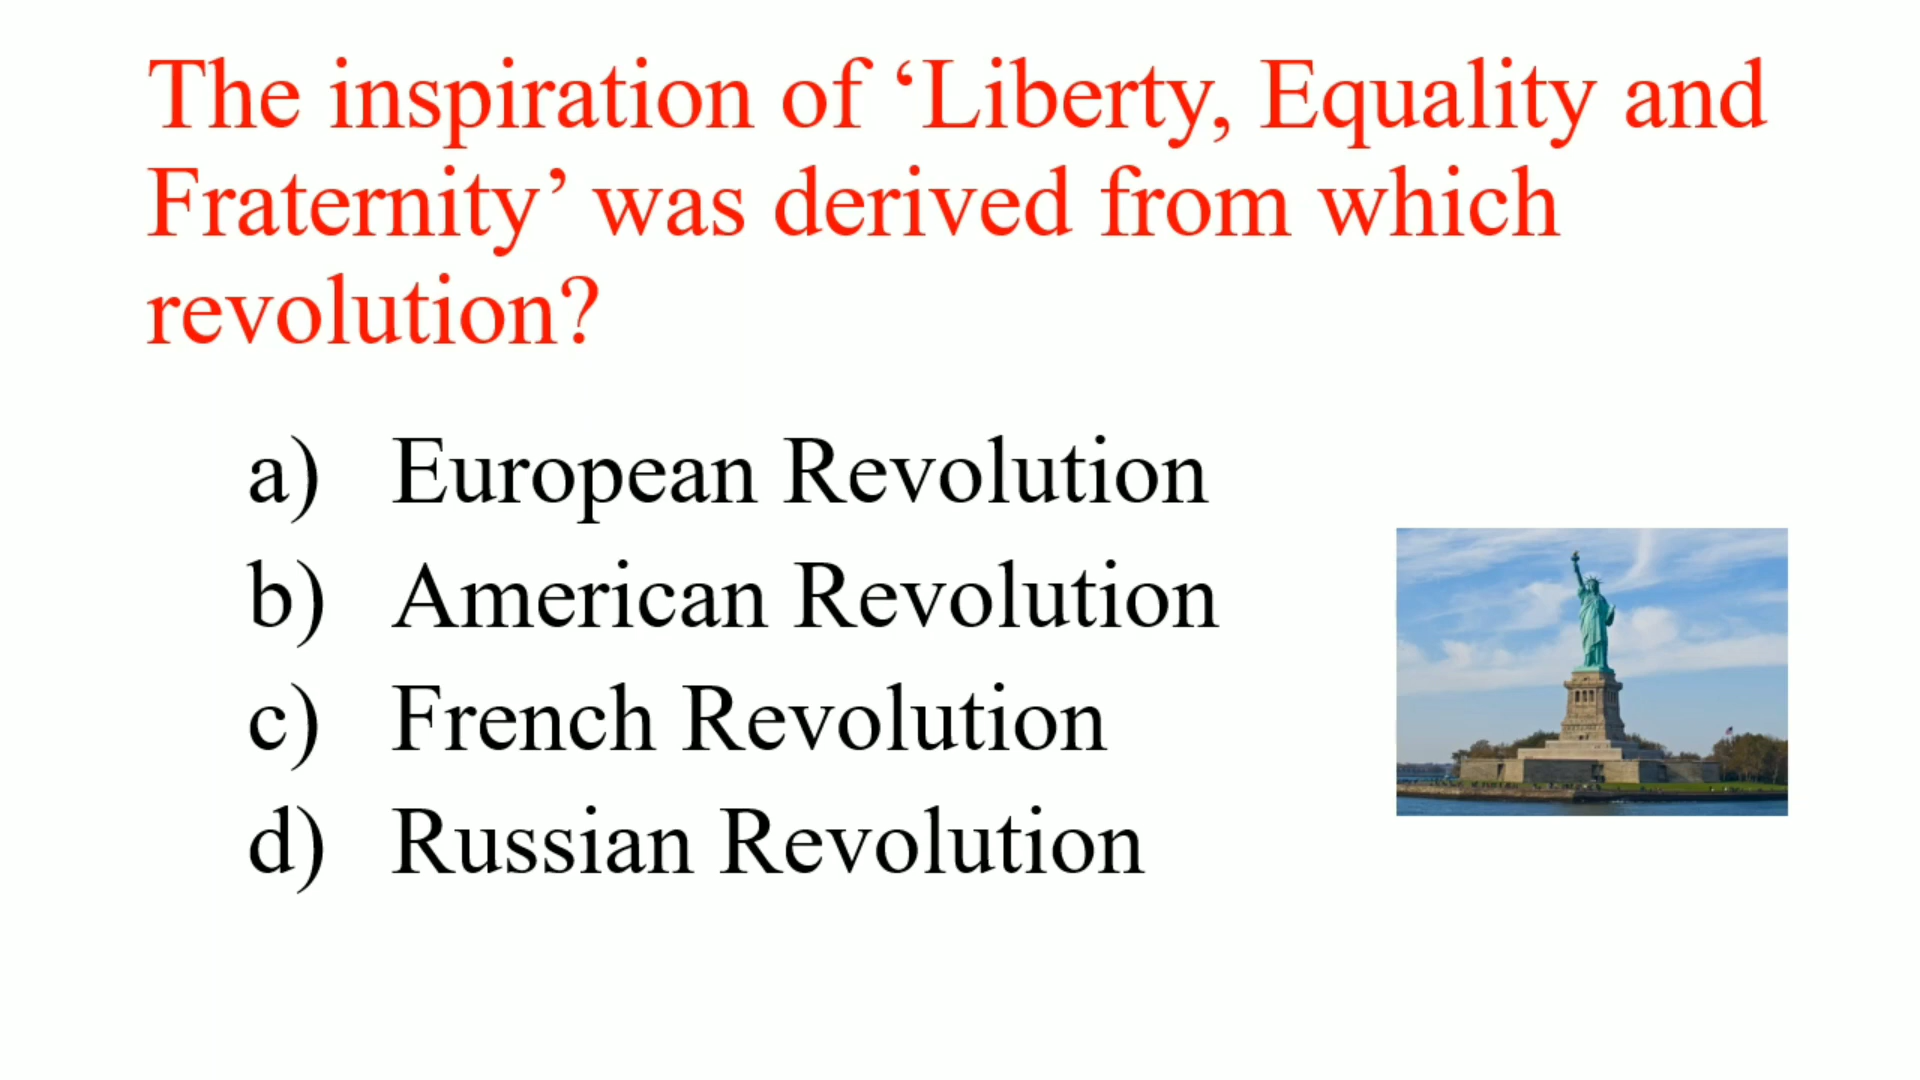 The inspiration of ‘Liberty, Equality and
Fraternity’ was derived from which
revolution?
a) European Revolution
b) American Revolution
c) French Revolution
d) Russian Revolution